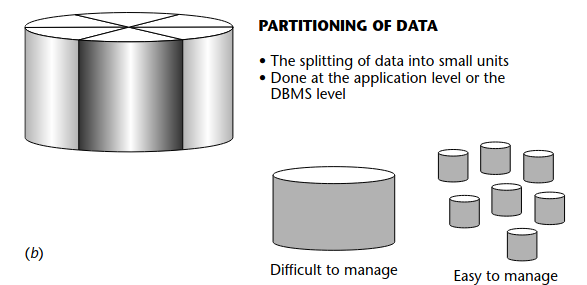 PARTITIONING OF DATA
• The splitting of data into small units
• Done at the application level or the
DBMS level
(b)
Difficult to manage
Easy to manage